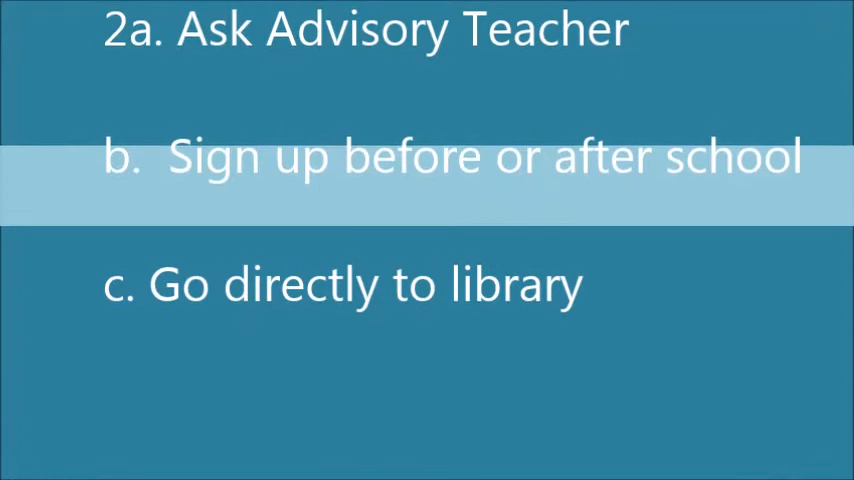 2a. Ask Advisory Teacher
b. Sign up before or after school
c. Go directly to library